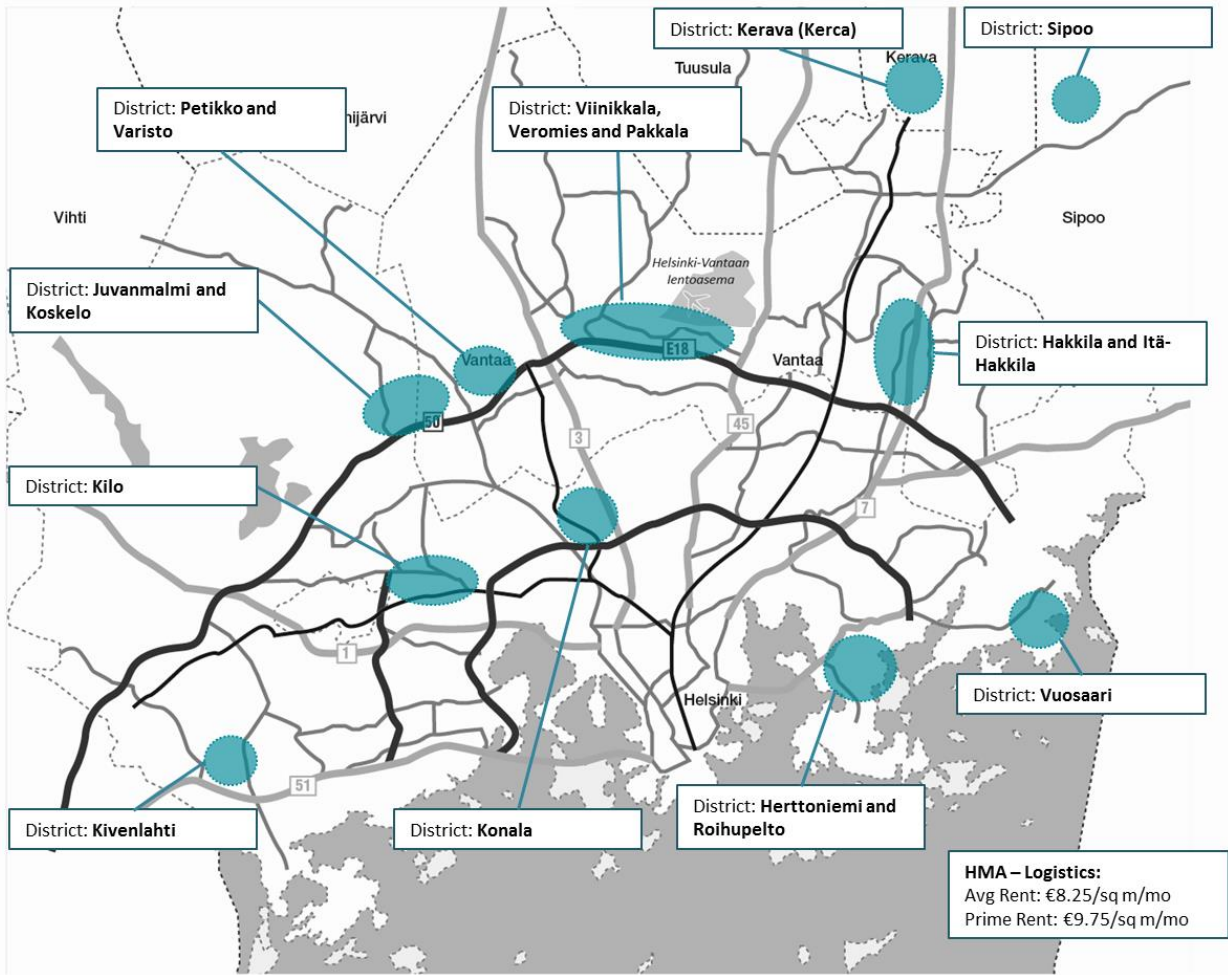 District: Kerava (Kerca)
District: Sipoo
Tuusula
Kerava
District: Petikko and
Varisto
nijärvi
District: Viinikkala,
Veromies and Pakkala
Vihti
Sipoo
Helsinki-Vantaan
lentoasema
District: Juvanmalmi and
Koskelo
Vantaa
E18
Vantaa
District: Hakkila and Itä-
Hakkila
50
3
45
District: Kilo
7
1
Helsinki
District: Vuosaari
51
District: Kivenlahti
District: Konala
District: Herttoniemi and
Roihupelto
HMA – Logistics:
Avg Rent: €8.25/sq m/mo
Prime Rent: €9.75/sq m/mo